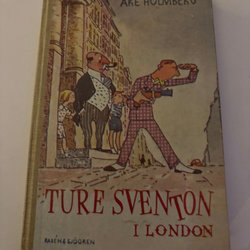 ÅKE HOLMBERG
TURE SVENTON
I LONDON
RABÉN & SJÖGREN